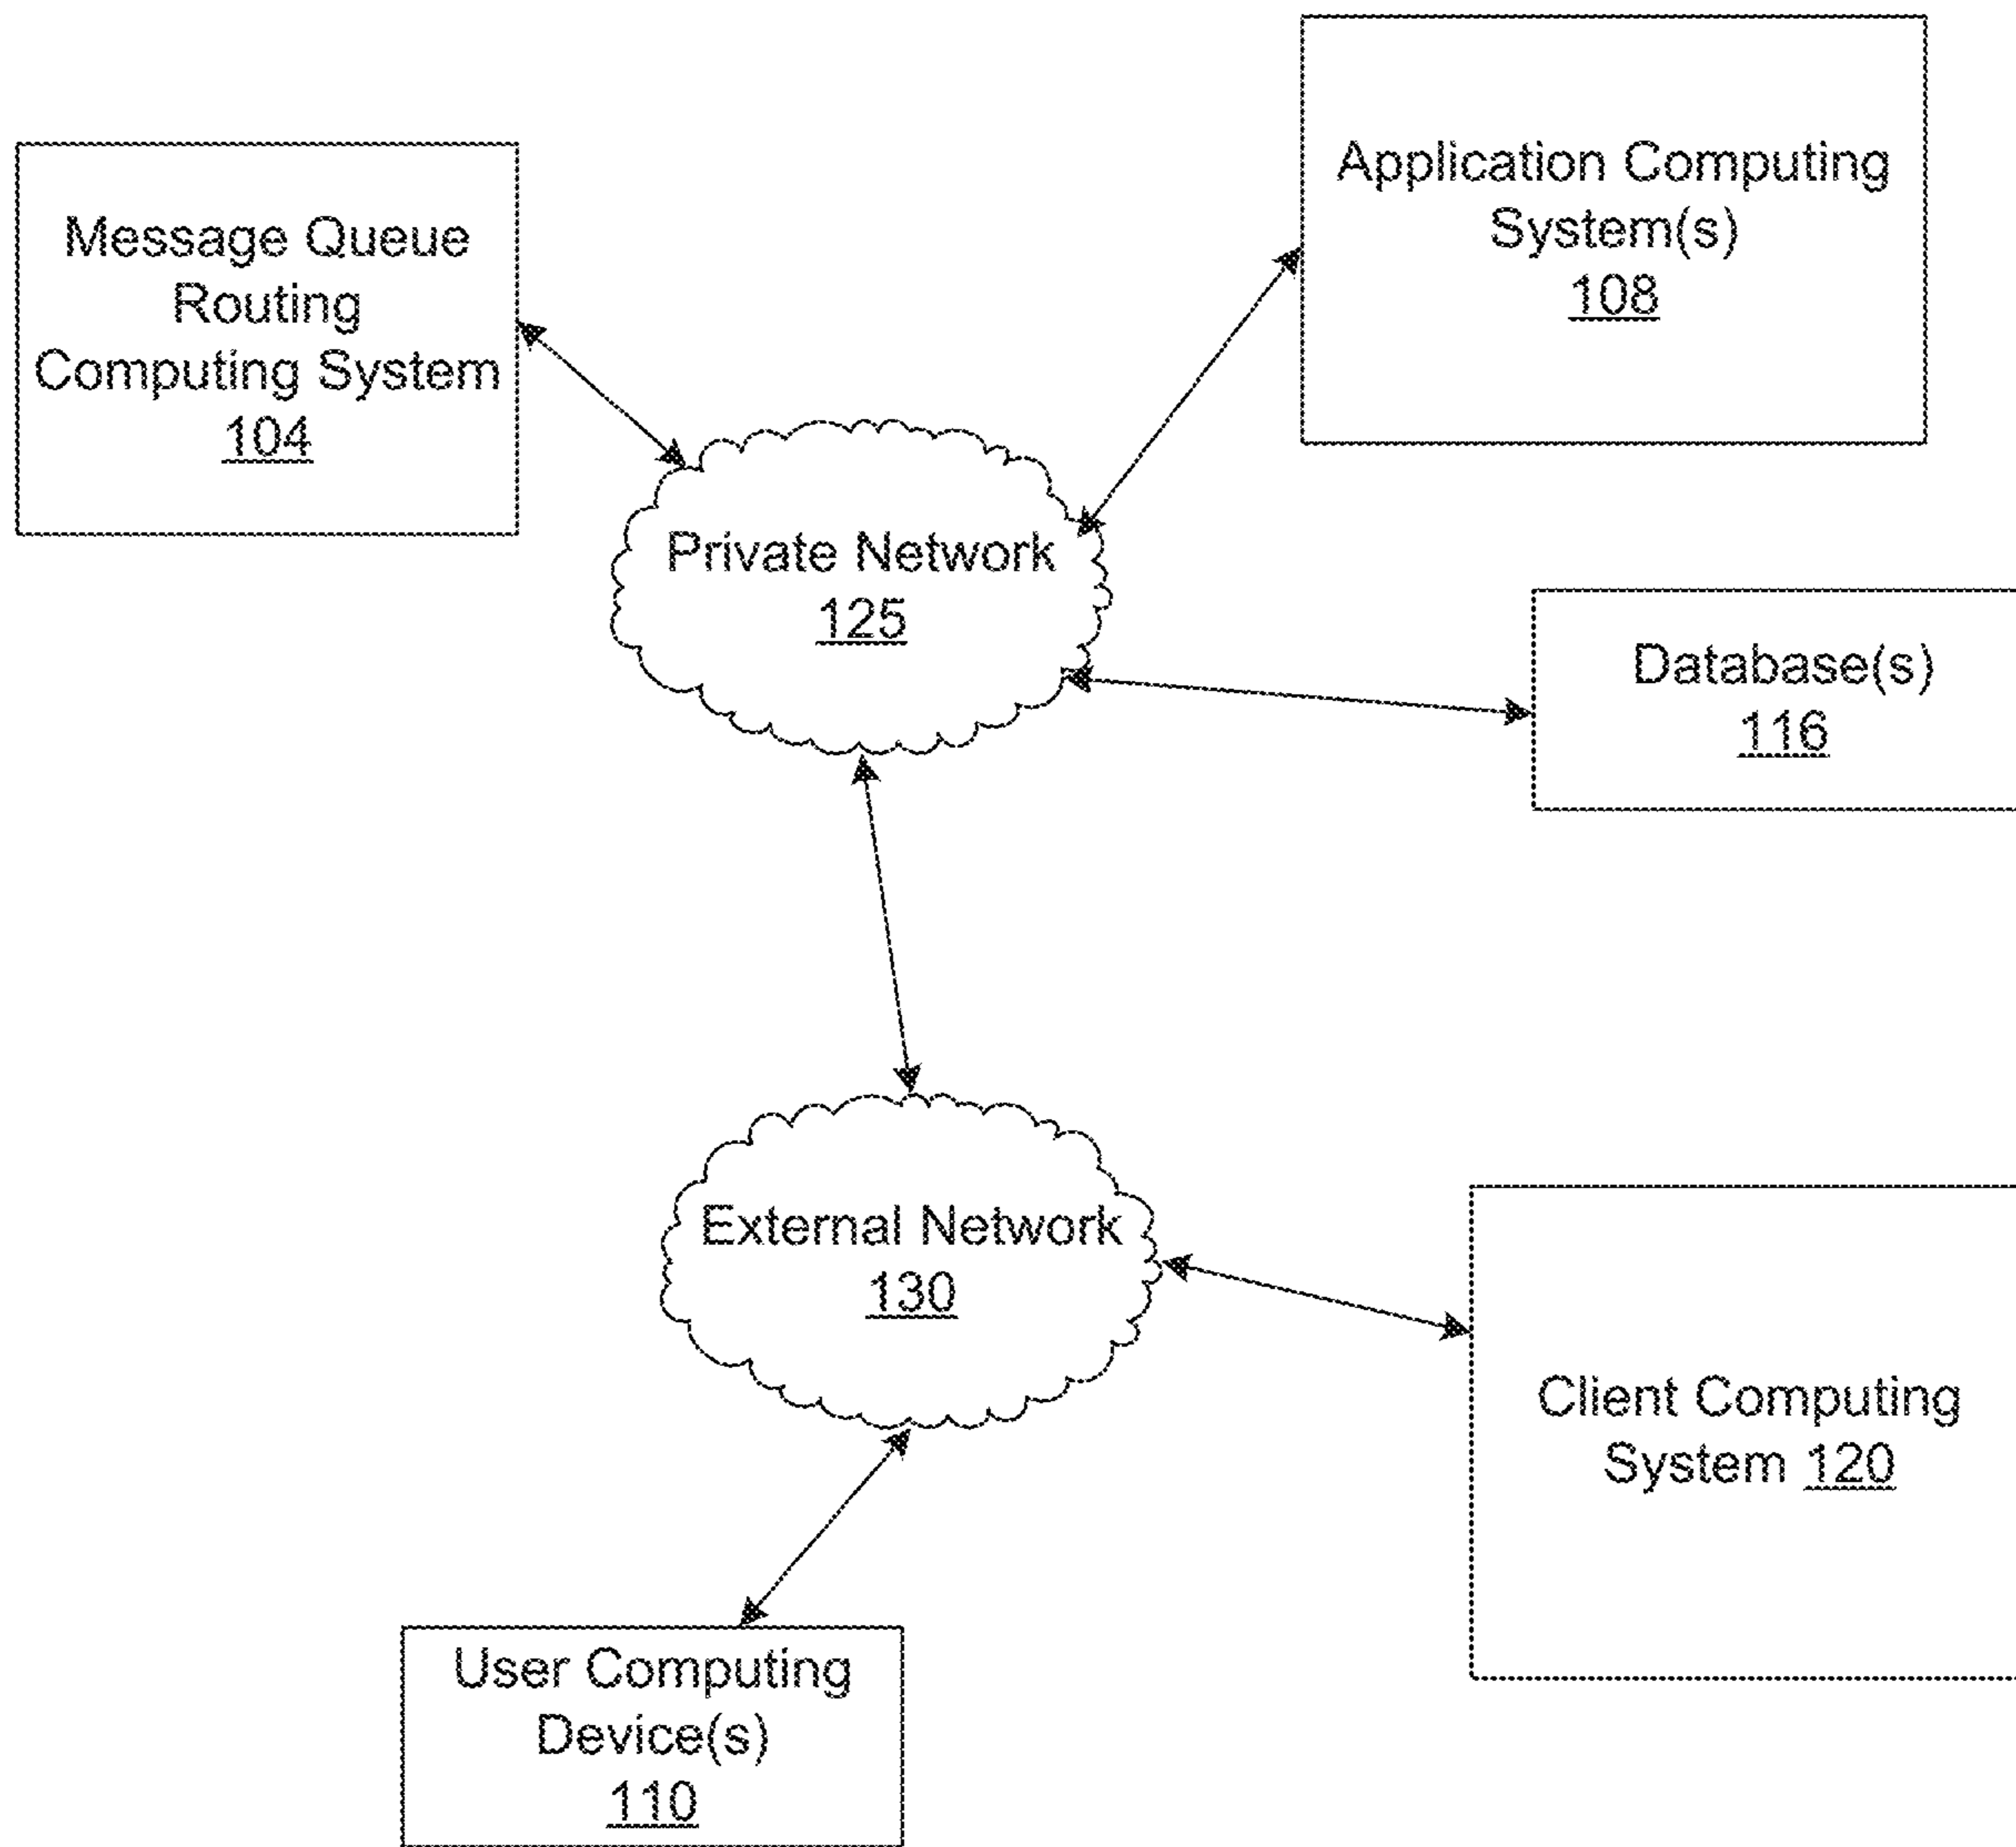 Message Queue
Routing
Computing System
104
Application Computing
System(s)
108
Private Network
125
Database(s)
116
External Network
130
Client Computing
System 120
User Computing
Device(s)
110